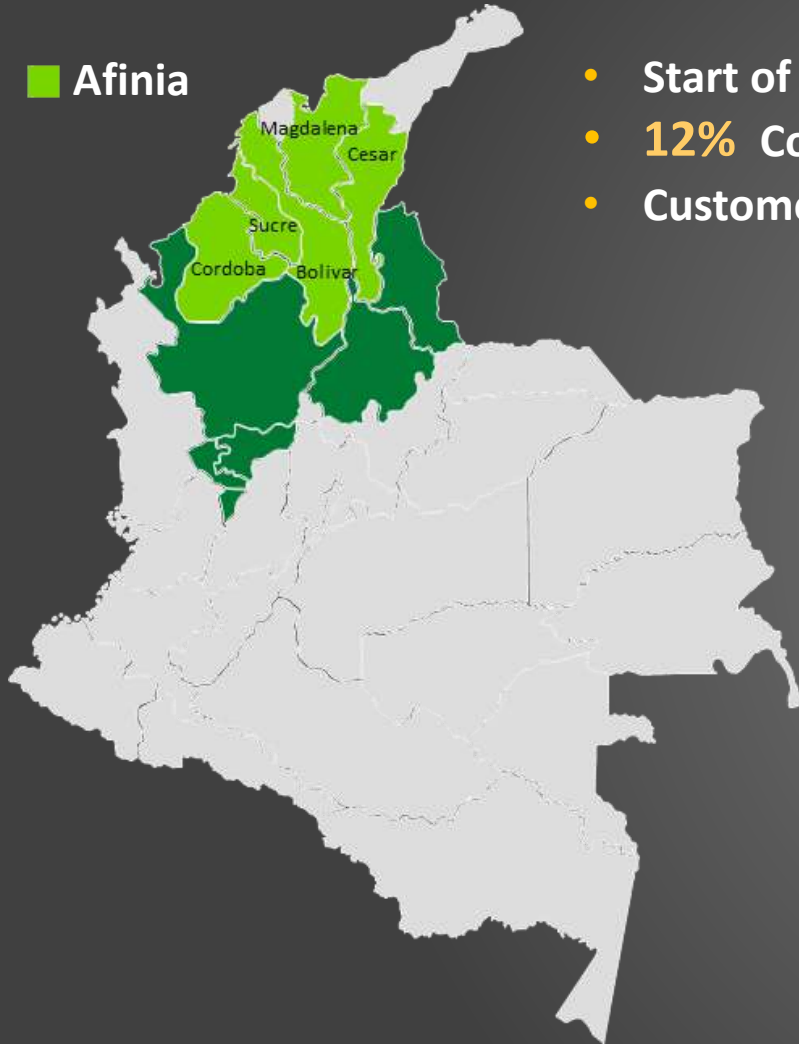 Afinia
• Start of
• 12% Co
• Custome
Magdalena
Cesar
Sucre
Cordoba
Bolivar